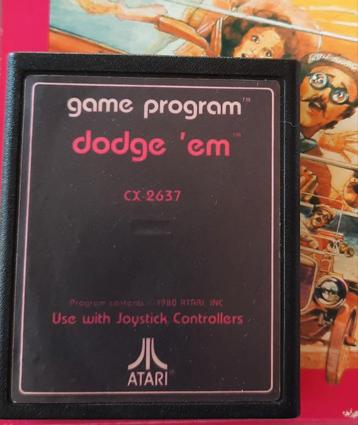 game program™
dodge 'em™
CX-2637
Program contents 1980 ATARI, INC.
Use with Joystick Controllers
ATARI®